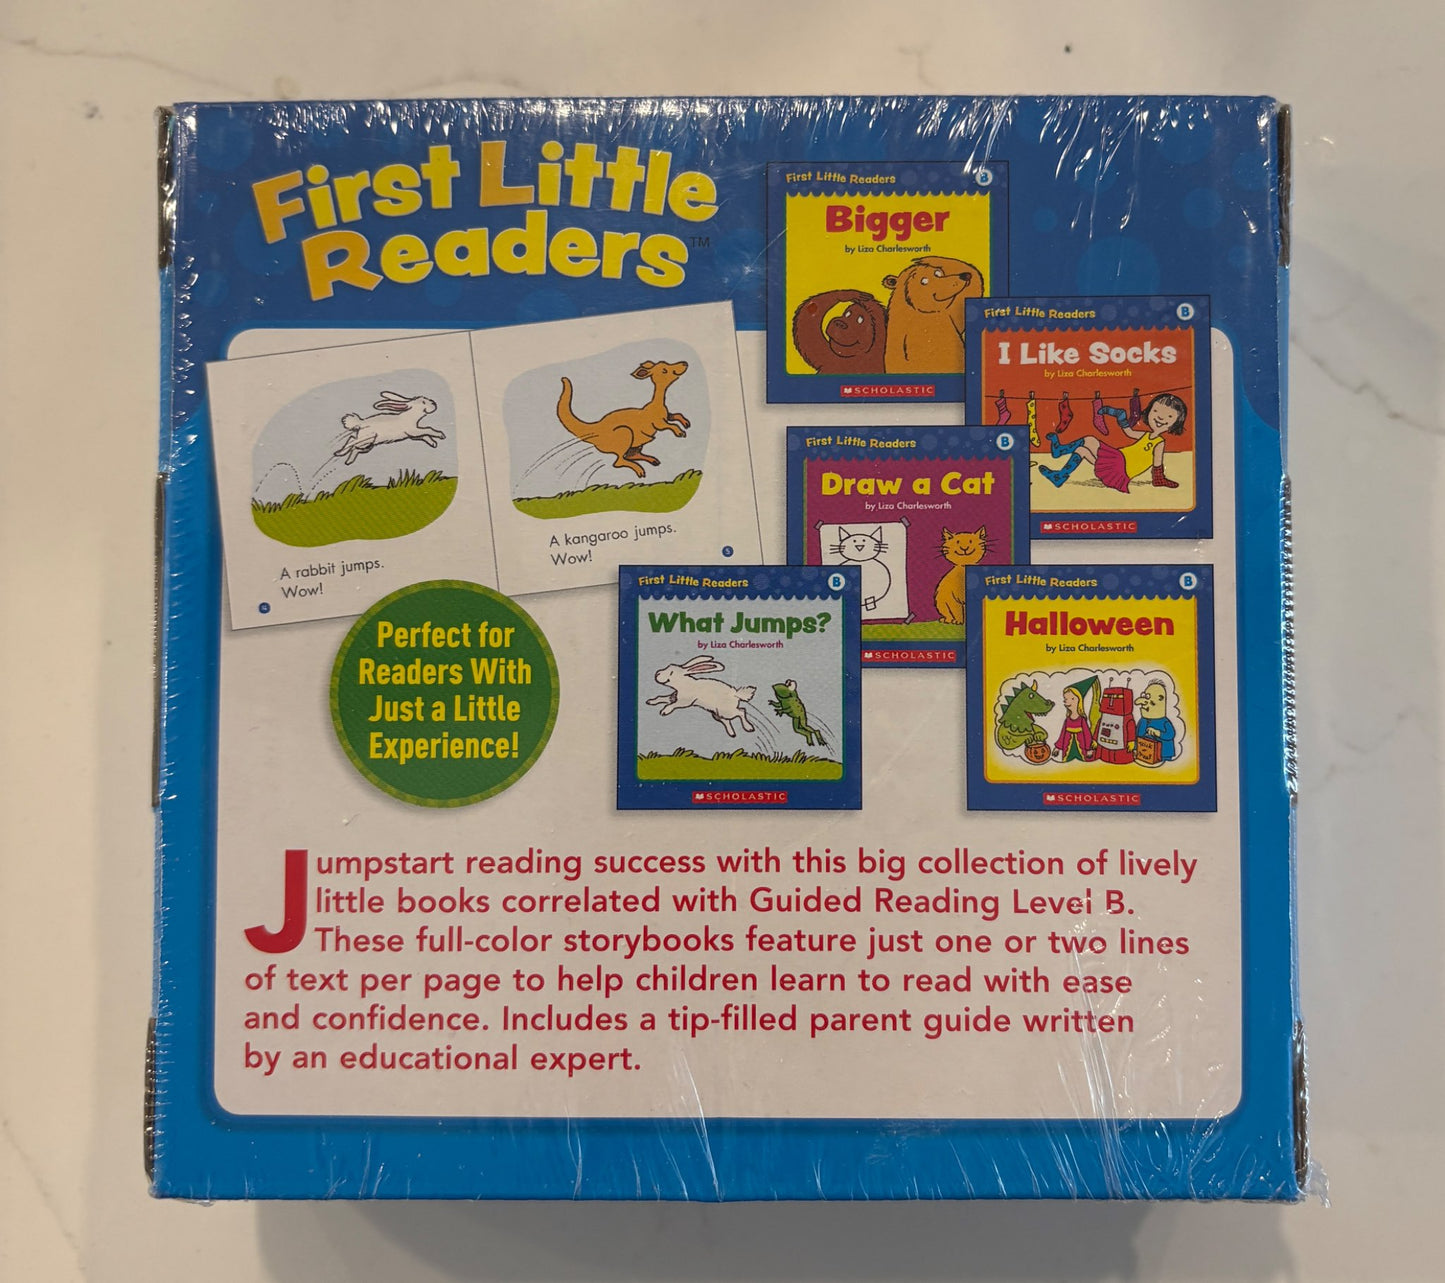 First Little
Readers™
First Little Readers B
Bigger
by Liza Charlesworth
SCHOLASTIC
First Little Readers B
I Like Socks
by Liza Charlesworth
S
SCHOLASTIC
A rabbit jumps.
Wow!
4
A kangaroo jumps.
Wow!
5
First Little Readers B
Draw a Cat
by Liza Charlesworth
SCHOLASTIC
Perfect for
Readers With
Just a Little
Experience!
First Little Readers B
What Jumps?
by Liza Charlesworth
SCHOLASTIC
First Little Readers B
Halloween
by Liza Charlesworth
SCHOLASTIC
Jumpstart reading success with this big collection of lively
little books correlated with Guided Reading Level B.
These full-color storybooks feature just one or two lines
of text per page to help children learn to read with ease
and confidence. Includes a tip-filled parent guide written
by an educational expert.